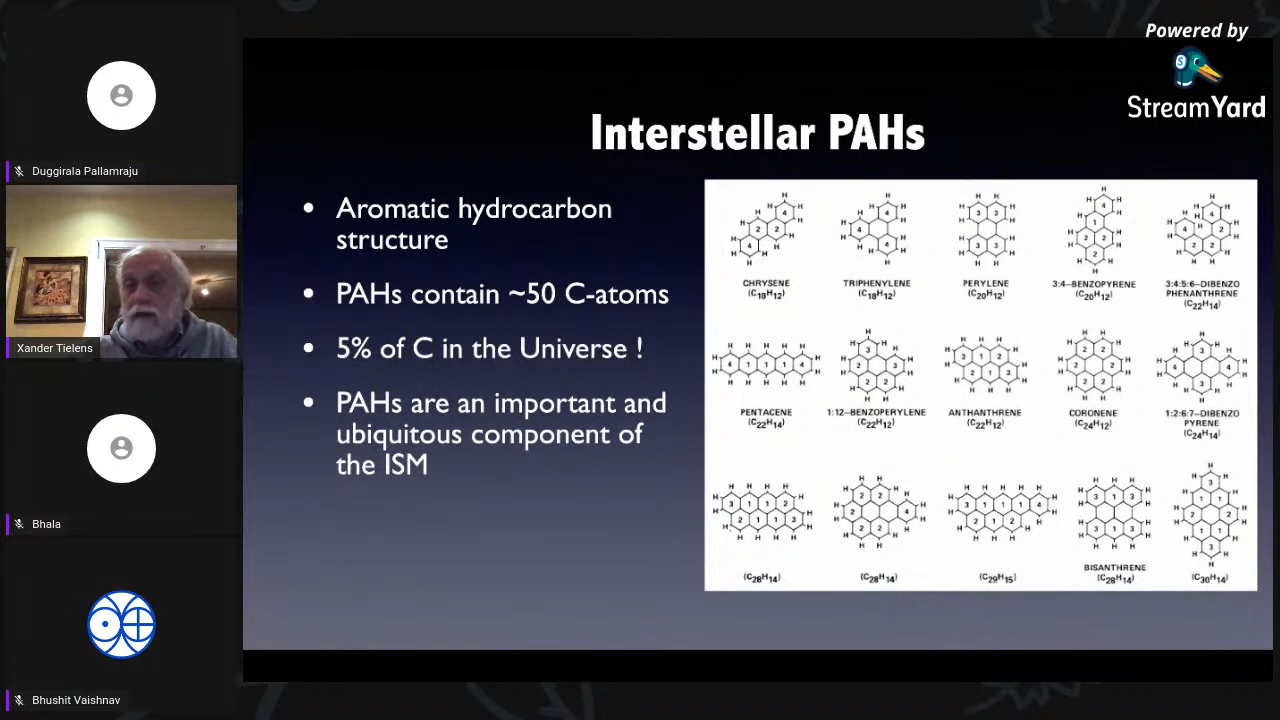 Powered by
StreamYard
Duggirala Pallamraju
Xander Tielens
Bhala
Bhushit Vaishnav
Interstellar PAHs
• Aromatic hydrocarbon
structure
• PAHs contain ~50 C-atoms
• 5% of C in the Universe !
• PAHs are an important and
ubiquitous component of
the ISM
CHRYSENE
(C18H12)
TRIPHENYLENE
(C18H12)
PERYLENE
(C20H12)
3:4-BENZOPYRENE
(C20H12)
3:4:5:6-DIBENZO
PHENANTHRENE
(C22H14)
PENTACENE
(C22H14)
1:12-BENZOPERYLENE
(C22H12)
ANTHANTHRENE
(C22H12)
CORONENE
(C24H12)
1:2:6:7-DIBENZO
PYRENE
(C24H14)
(C28H14)
(C28H14)
(C29H15)
BISANTHRENE
(C28H14)
(C30H14)